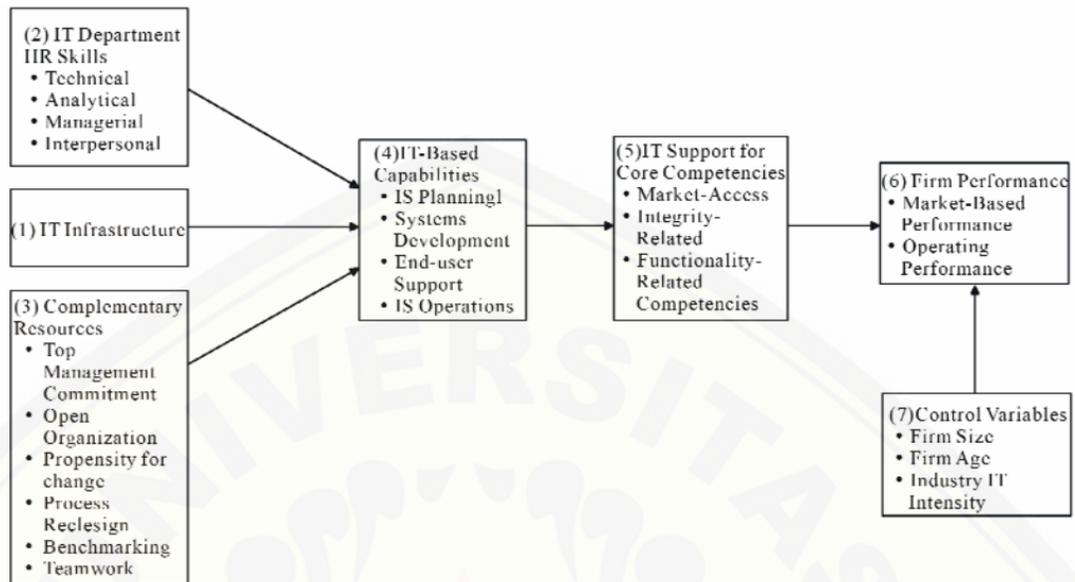 (2) IT Department
HR Skills
• Technical
• Analytical
• Managerial
• Interpersonal
(1) IT Infrastructure
(3) Complementary
Resources
• Top
Management
Commitment
• Open
Organization
• Propensity for
change
• Process
Reclesign
• Benchmarking
• Teamwork
(4)IT-Based
Capabilities
• IS Planningl
• Systems
Development
• End-user
Support
• IS Operations
(5)IT Support for
Core Competencies
• Market-Access
• Integrity-
Related
• Functionality-
Related
Competencies
(6) Firm Performance
• Market-Based
Performance
• Operating
Performance
(7)Control Variables
• Firm Size
• Firm Age
• Industry IT
Intensity
UNIVERSITAS